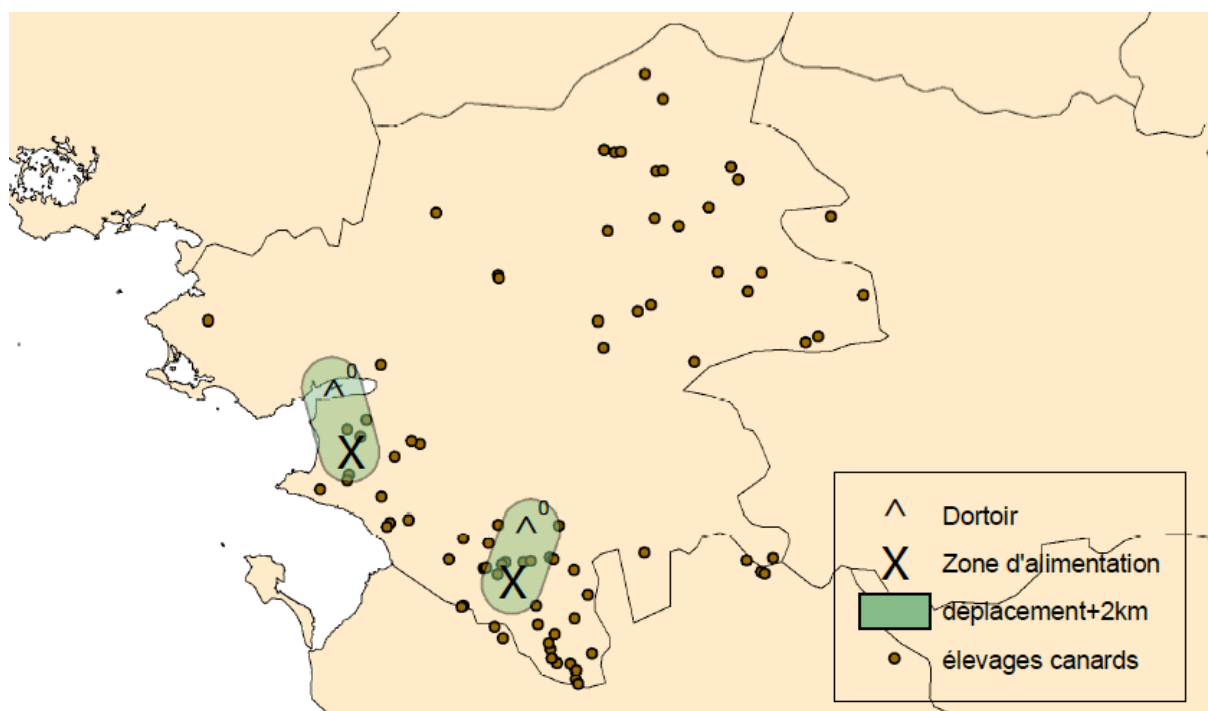 0
0
^ Dortoir
X Zone d'alimentation
déplacement+2km
élevages canards